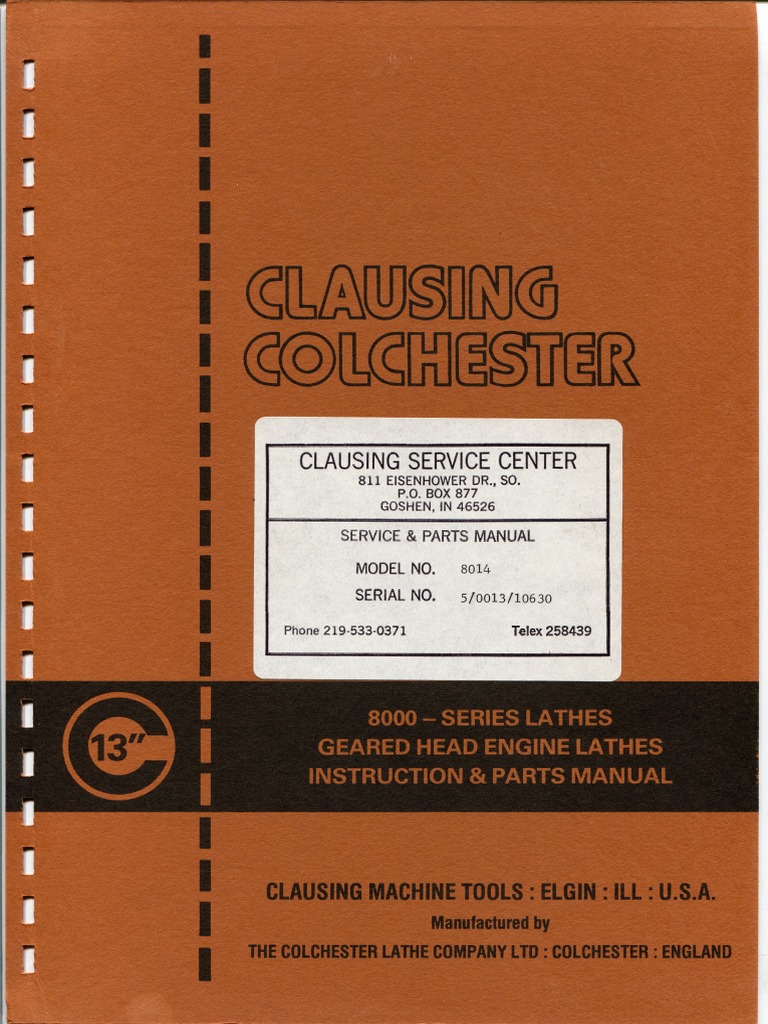 CLAUSING
COLCHESTER
CLAUSING SERVICE CENTER
811 EISENHOWER DR., SO.
P.O. BOX 877
GOSHEN, IN 46526
SERVICE & PARTS MANUAL
MODEL NO. 8014
SERIAL NO. 5/0013/10630
Phone 219-533-0371 Telex 258439
13"
8000 – SERIES LATHES
GEARED HEAD ENGINE LATHES
INSTRUCTION & PARTS MANUAL
CLAUSING MACHINE TOOLS : ELGIN : ILL : U.S.A.
Manufactured by
THE COLCHESTER LATHE COMPANY LTD : COLCHESTER : ENGLAND